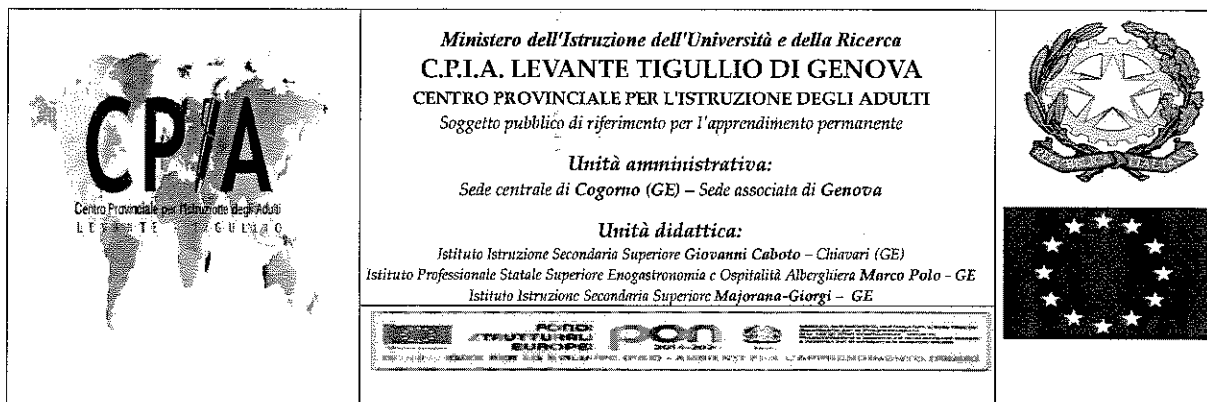 CPIA
Centro Provinciale per l'Istruzione degli Adulti
LEVANTE TIGULLIO
Ministero dell'Istruzione dell'Università e della Ricerca
C.P.I.A. LEVANTE TIGULLIO DI GENOVA
CENTRO PROVINCIALE PER L'ISTRUZIONE DEGLI ADULTI
Soggetto pubblico di riferimento per l'apprendimento permanente
Unità amministrativa:
Sede centrale di Cogorno (GE) – Sede associata di Genova
Unità didattica:
Istituto Istruzione Secondaria Superiore Giovanni Caboto – Chiavari (GE)
Istituto Professionale Statale Superiore Enogastronomia e Ospitalità Alberghiera Marco Polo - GE
Istituto Istruzione Secondaria Superiore Majorana-Giorgi – GE
FONDI
STRUTTURALI
EUROPEI
pon